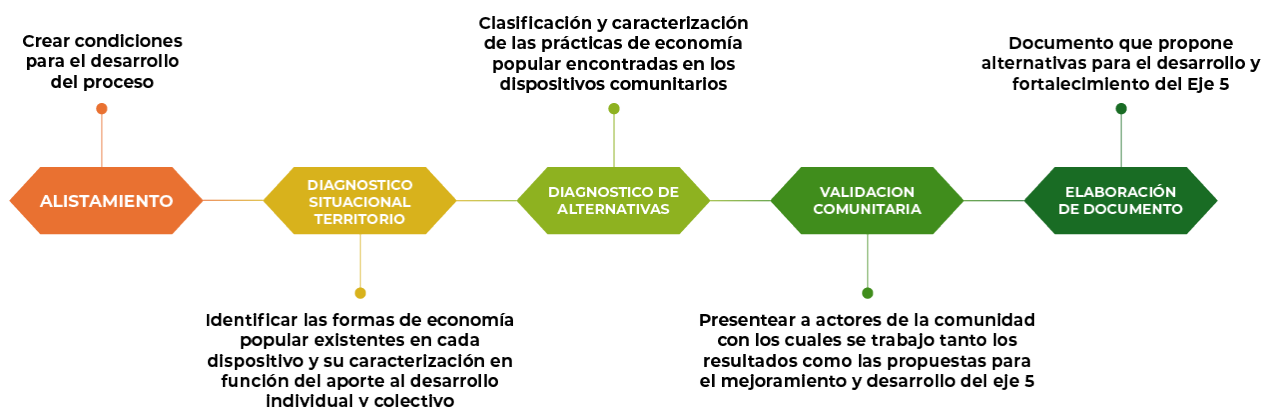 Crear condiciones
para el desarrollo
del proceso
ALISTAMIENTO
DIAGNOSTICO
SITUACIONAL
TERRITORIO
Identificar las formas de economía
popular existentes en cada
dispositivo y su caracterización en
función del aporte al desarrollo
individual y colectivo
Clasificación y caracterización
de las prácticas de economía
popular encontradas en los
dispositivos comunitarios
DIAGNOSTICO DE
ALTERNATIVAS
VALIDACION
COMUNITARIA
Presentear a actores de la comunidad
con los cuales se trabajo tanto los
resultados como las propuestas para
el mejoramiento y desarrollo del eje 5
Documento que propone
alternativas para el desarrollo y
fortalecimiento del Eje 5
ELABORACIÓN
DE DOCUMENTO